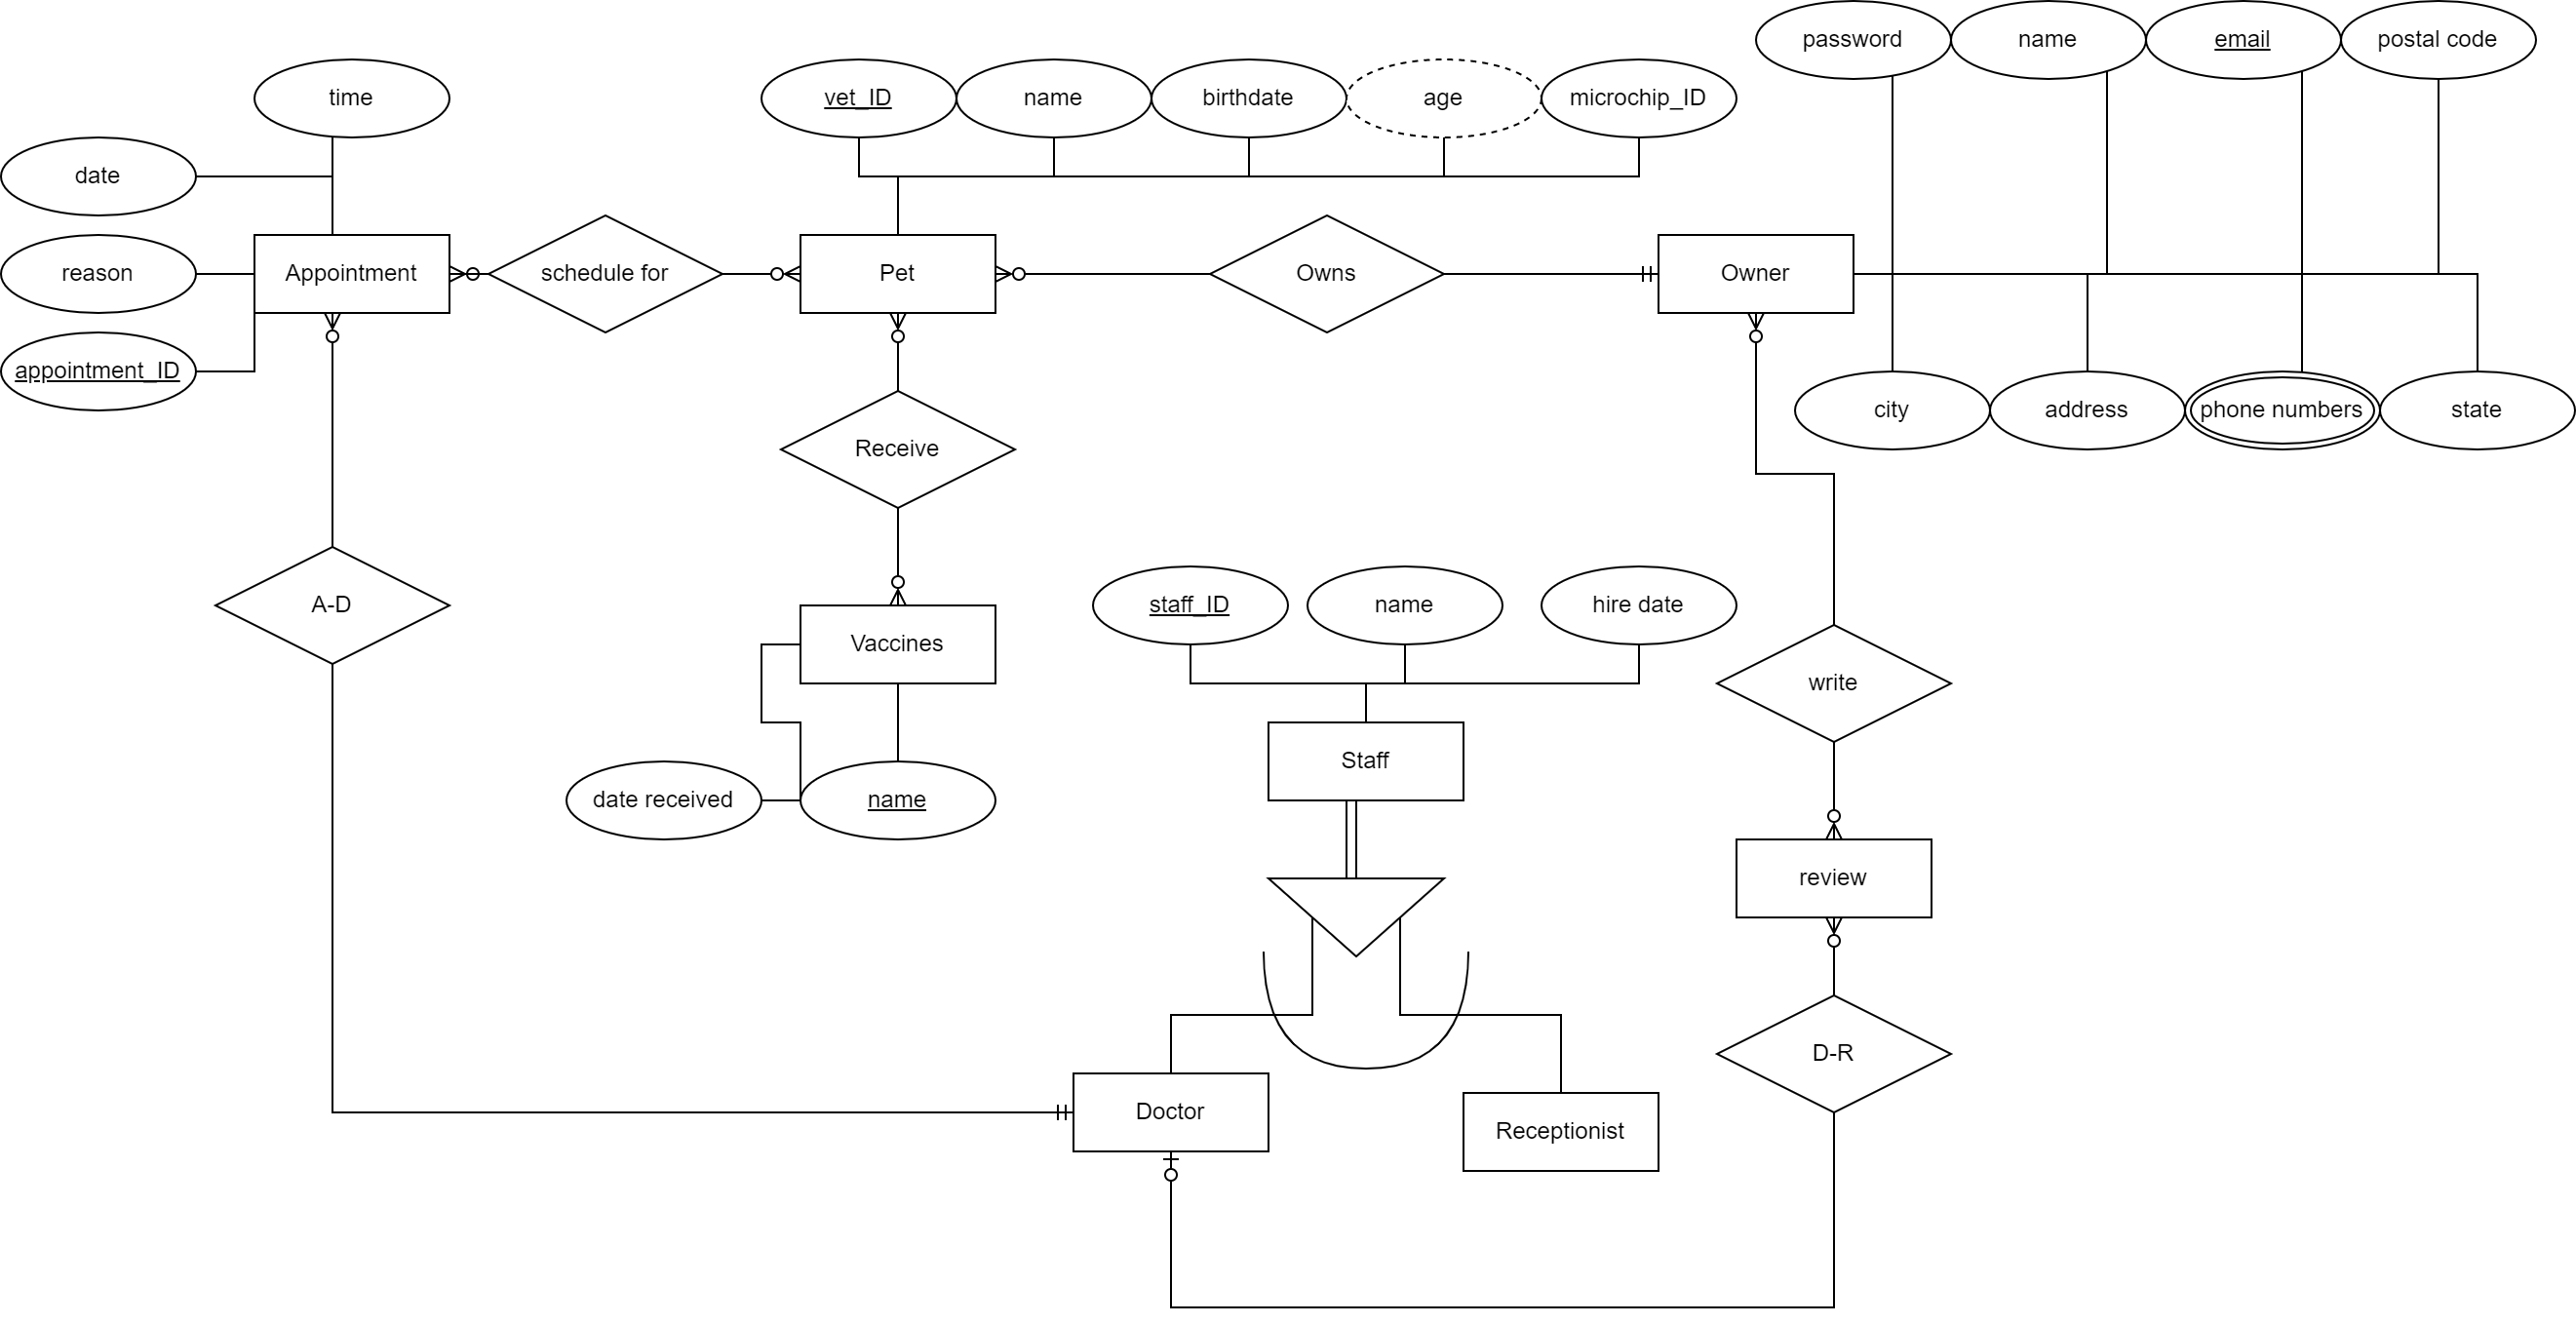 password
name
email
postal code
time
vet_ID
name
birthdate
age
microchip_ID
date
reason
Appointment
schedule for
Pet
Owns
Owner
appointment_ID
city
address
phone numbers
state
Receive
A-D
staff_ID
name
hire date
Vaccines
write
Staff
date received
name
review
D-R
Doctor
Receptionist